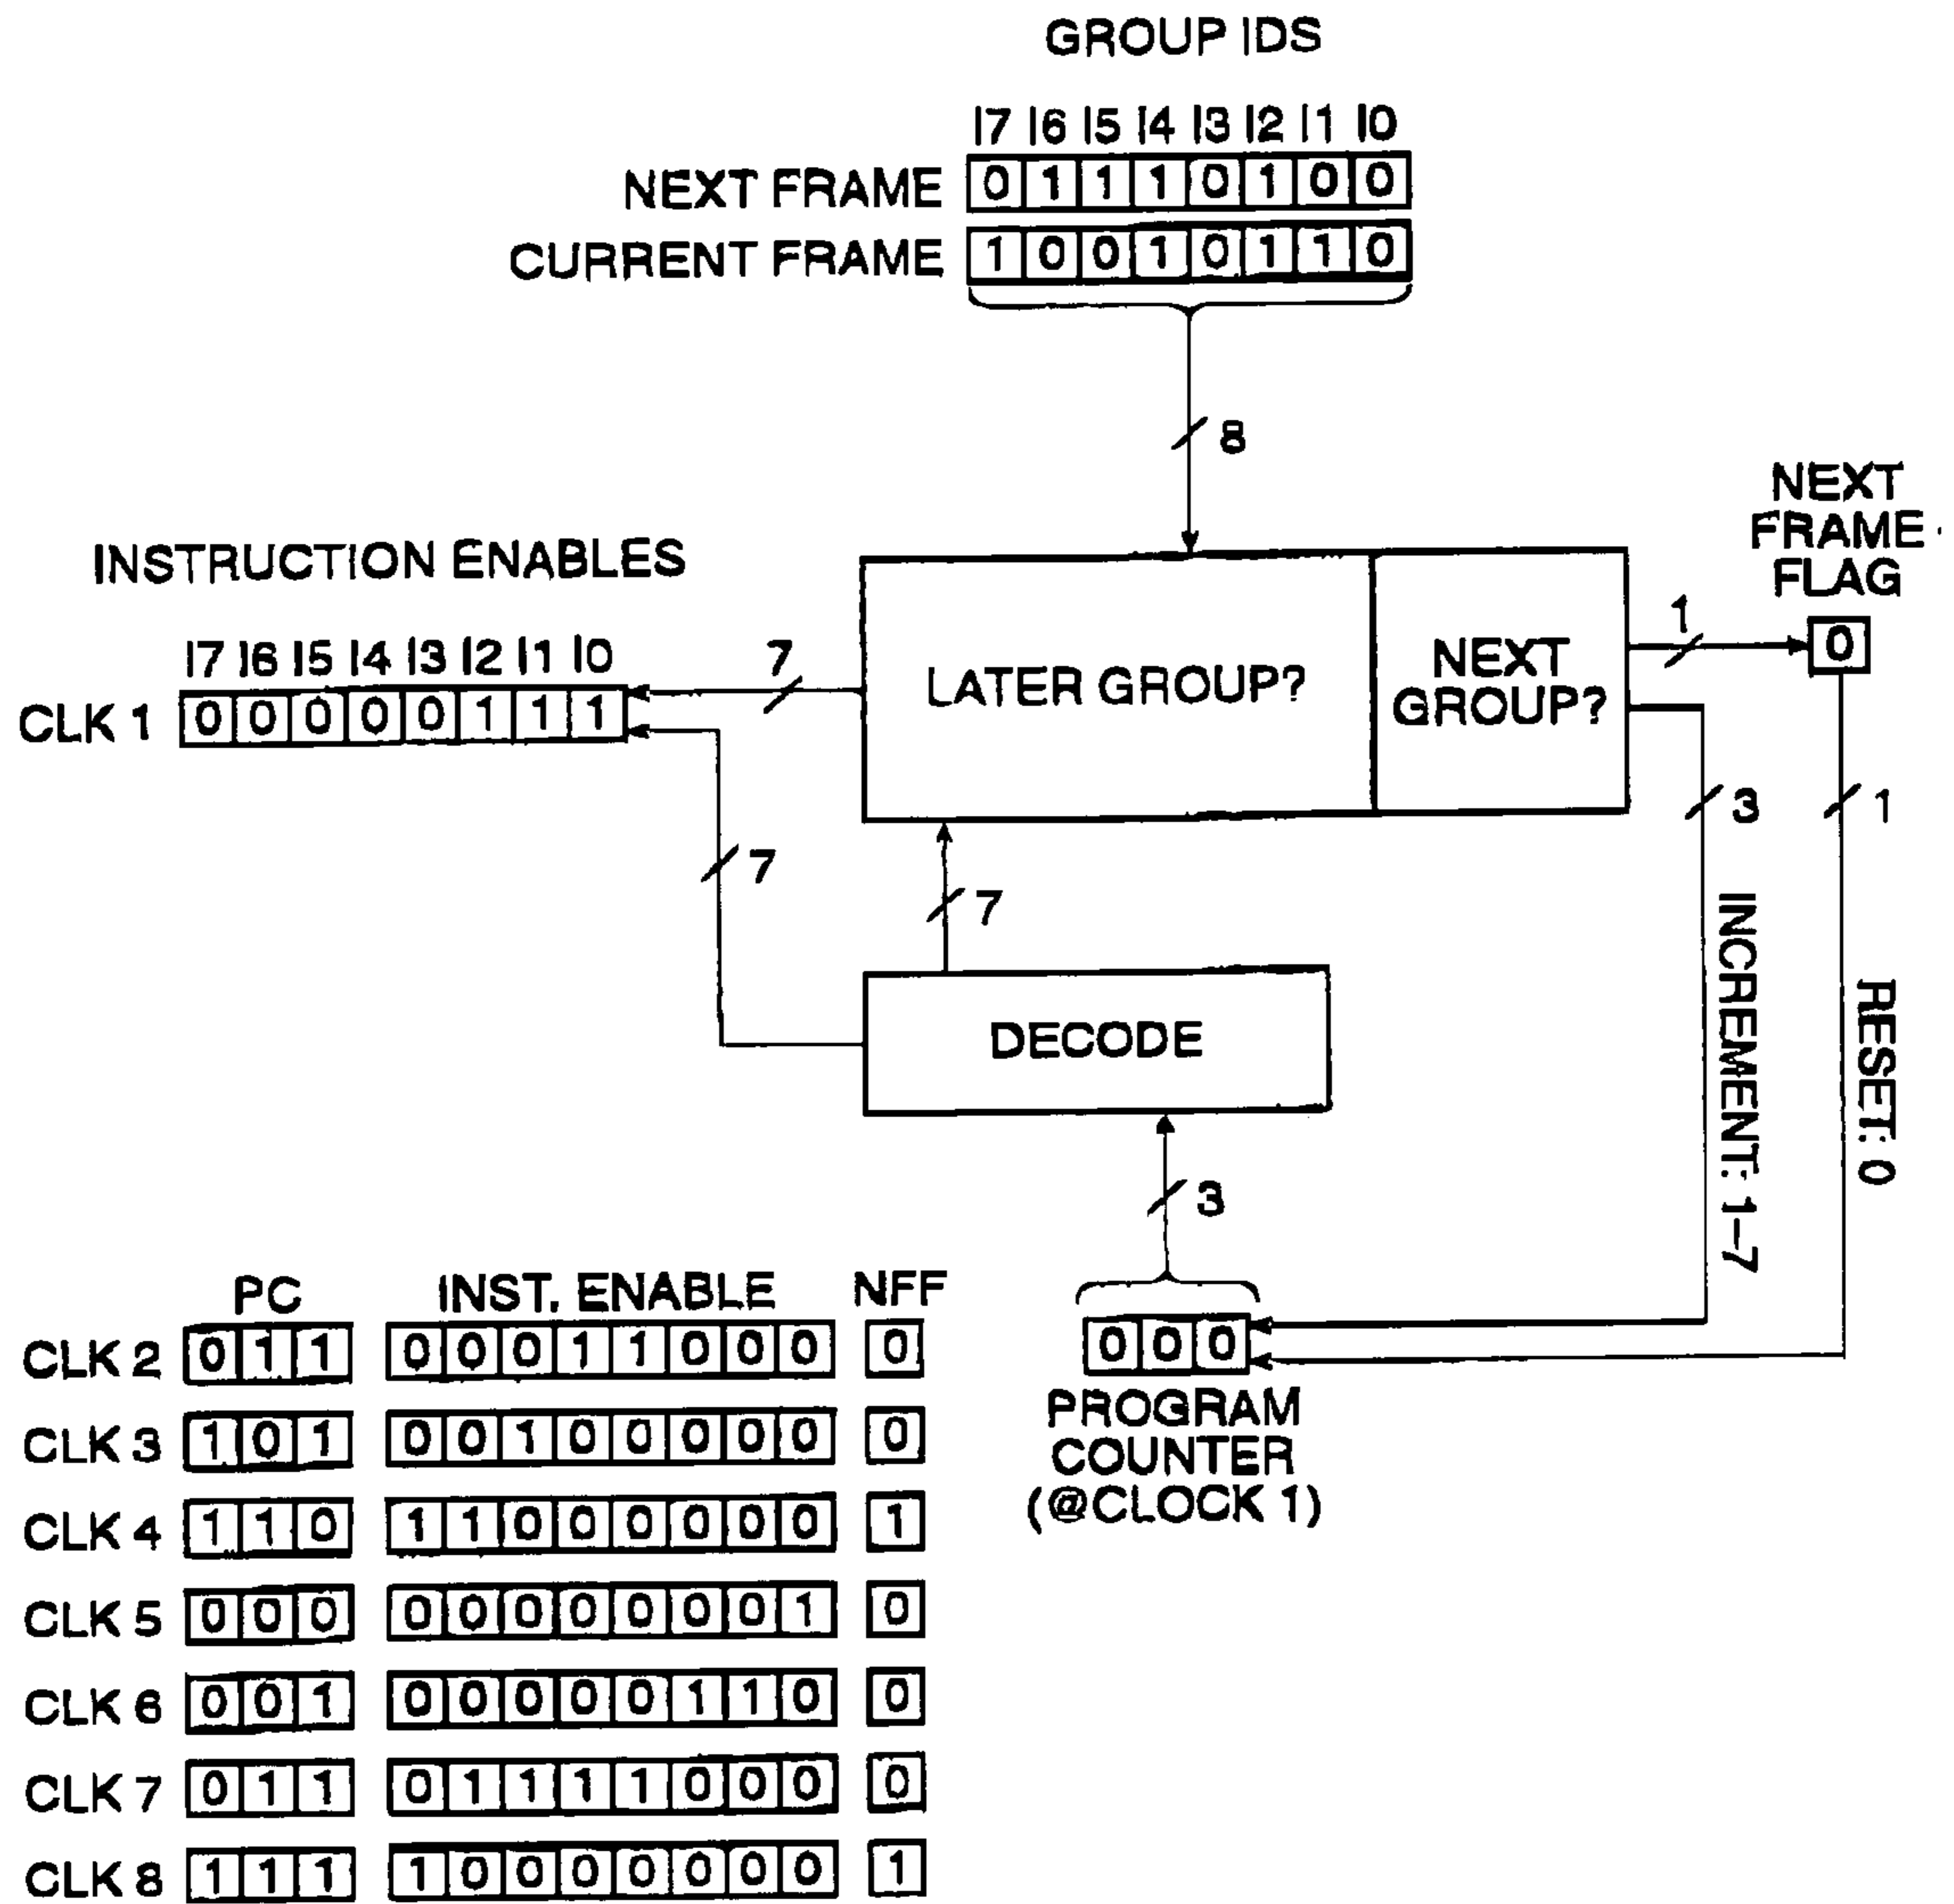 GROUP IDS
I7 I6 I5 I4 I3 I2 I1 I0
NEXT FRAME 0 1 1 1 0 1 0 0
CURRENT FRAME 1 0 0 1 0 1 1 0
8
NEXT
FRAME
FLAG
INSTRUCTION ENABLES
1
0
I7 I6 I5 I4 I3 I2 I1 I0
CLK 1 0 0 0 0 0 1 1 1
7
LATER GROUP?
NEXT
GROUP?
3
1
7
7
INCREMENT: 1-7
RESET: 0
DECODE
3
PC INST. ENABLE NFF
CLK 2 0 1 1 0 0 0 1 1 0 0 0 0
0 0 0
PROGRAM
COUNTER
(@CLOCK 1)
CLK 3 1 0 1 0 0 1 0 0 0 0 0 0
CLK 4 1 1 0 1 1 0 0 0 0 0 0 1
CLK 5 0 0 0 0 0 0 0 0 0 0 1 0
CLK 6 0 0 1 0 0 0 0 0 1 1 0 0
CLK 7 0 1 1 0 1 1 1 1 0 0 0 0
CLK 8 1 1 1 1 0 0 0 0 0 0 0 1